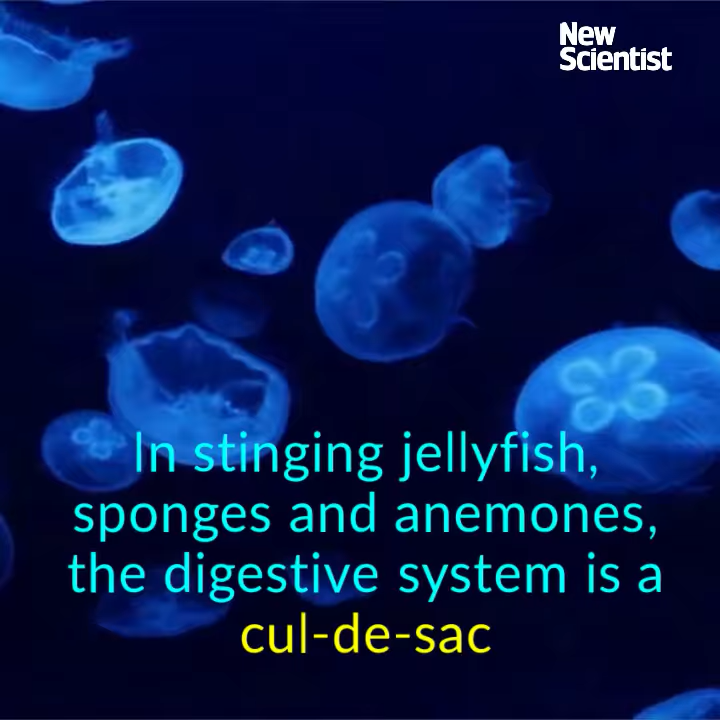 New
Scientist
In stinging jellyfish,
sponges and anemones,
the digestive system is a
cul-de-sac